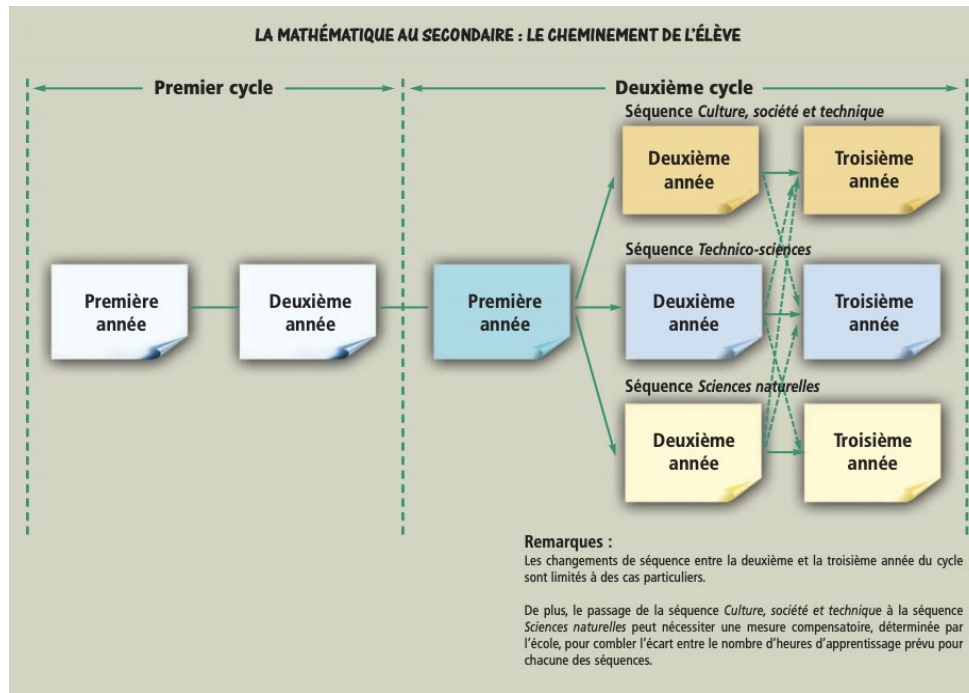 LA MATHÉMATIQUE AU SECONDAIRE : LE CHEMINEMENT DE L'ÉLÈVE
Premier cycle
Deuxième cycle
Séquence Culture, société et technique
Deuxième
année
Troisième
année
Séquence Technico-sciences
Première
année
Deuxième
année
Première
année
Deuxième
année
Troisième
année
Séquence Sciences naturelles
Deuxième
année
Troisième
année
Remarques :
Les changements de séquence entre la deuxième et la troisième année du cycle
sont limités à des cas particuliers.
De plus, le passage de la séquence Culture, société et technique à la séquence
Sciences naturelles peut nécessiter une mesure compensatoire, déterminée par
l'école, pour combler l'écart entre le nombre d'heures d'apprentissage prévu pour
chacune des séquences.